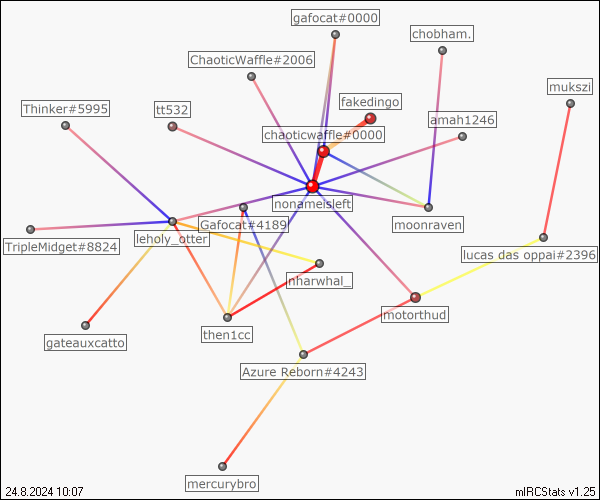 gafocat#0000
chobham.
ChaoticWaffle#2006
mukszi
fakedingo
Thinker#5995
tt532
amah1246
chaoticwaffle#0000
nonameisleft
Gafocat#4189
moonraven
leholy_otter
TripleMidget#8824
lucas das oppai#2396
nharwhal_
motorthud
then1cc
gateauxcatto
Azure Reborn#4243
mercurybro
24.8.2024 10:07
mIRCStats v1.25